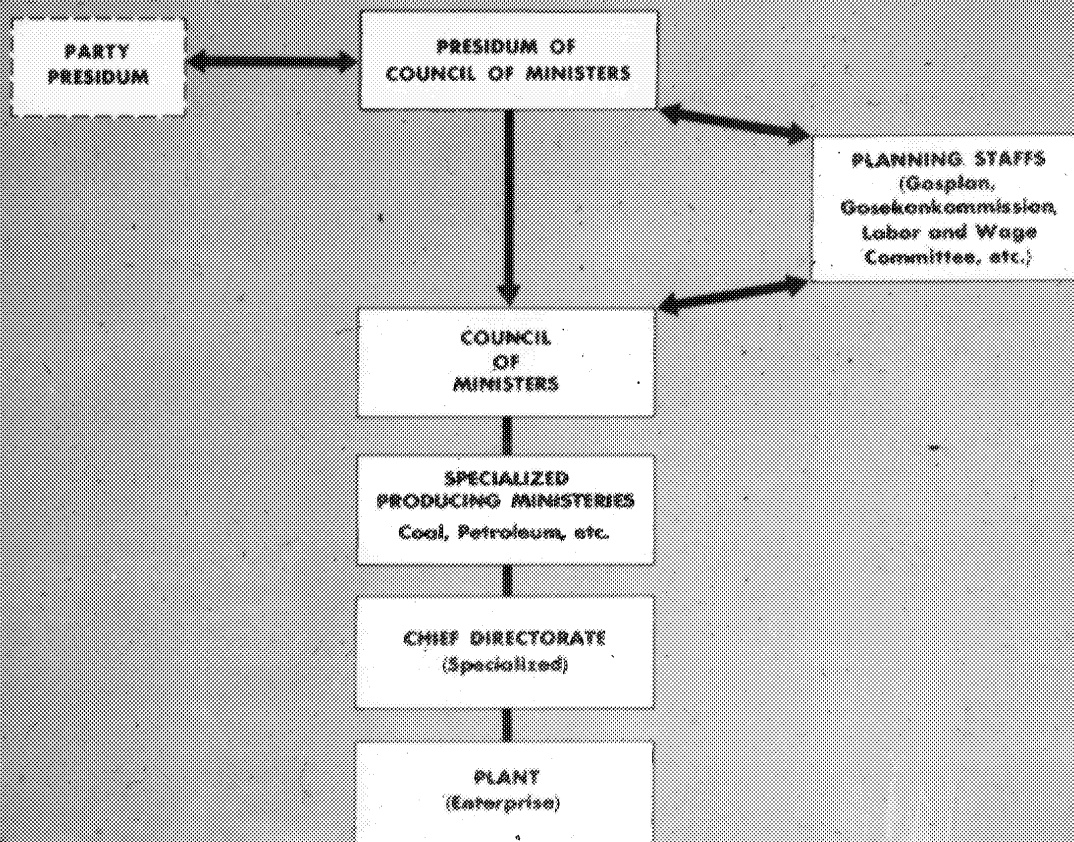 PARTY
PRESIDUM
PRESIDUM OF
COUNCIL OF MINISTERS
PLANNING STAFFS
(Gosplan,
Gosekonkommission,
Labor and Wage
Committee, etc.)
COUNCIL
OF
MINISTERS
SPECIALIZED
PRODUCING MINISTERIES
Coal, Petroleum, etc.
CHIEF DIRECTORATE
(Specialized)
PLANT
(Enterprise)